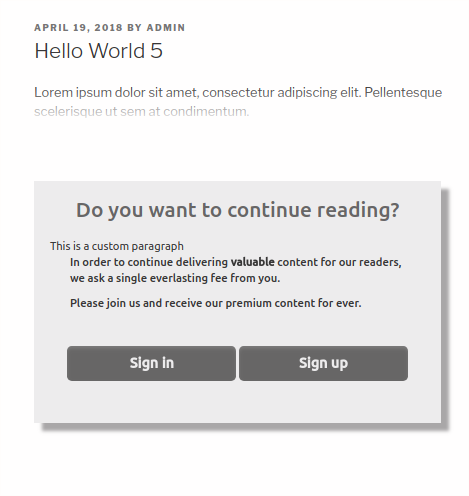 APRIL 19, 2018 BY ADMIN
Hello World 5
Lorem ipsum dolor sit amet, consectetur adipiscing elit. Pellentesque
scelerisque ut sem at condimentum.
Do you want to continue reading?
This is a custom paragraph
In order to continue delivering valuable content for our readers,
we ask a single everlasting fee from you.
Please join us and receive our premium content for ever.
Sign in Sign up